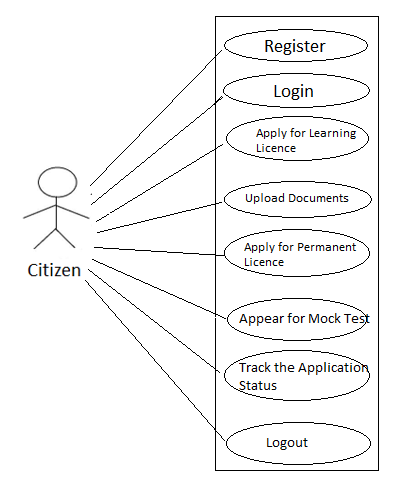 Register
Login
Apply for Learning
Licence
Upload Documents
Apply for Permanent
Licence
Citizen
Appear for Mock Test
Track the Application
Status
Logout